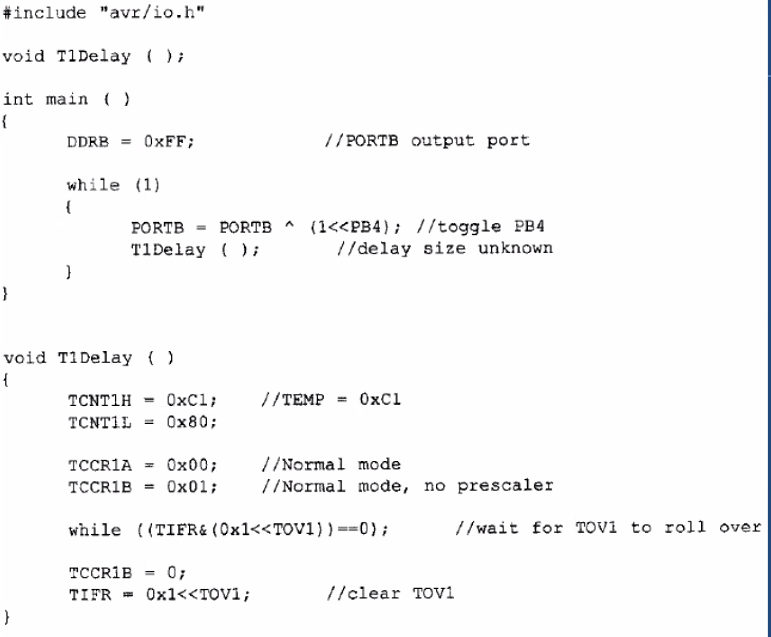 #include "avr/io.h"
void T1Delay ( );
int main ( )
{
DDRB = 0xFF; //PORTB output port
while (1)
{
PORTB = PORTB ^ (1<<PB4); //toggle PB4
T1Delay ( ); //delay size unknown
}
}
void T1Delay ( )
{
TCNT1H = 0xC1; //TEMP = 0xC1
TCNT1L = 0x80;
TCCR1A = 0x00; //Normal mode
TCCR1B = 0x01; //Normal mode, no prescaler
while ((TIFR&(0x1<<TOV1))==0); //wait for TOV1 to roll over
TCCR1B = 0;
TIFR = 0x1<<TOV1; //clear TOV1
}